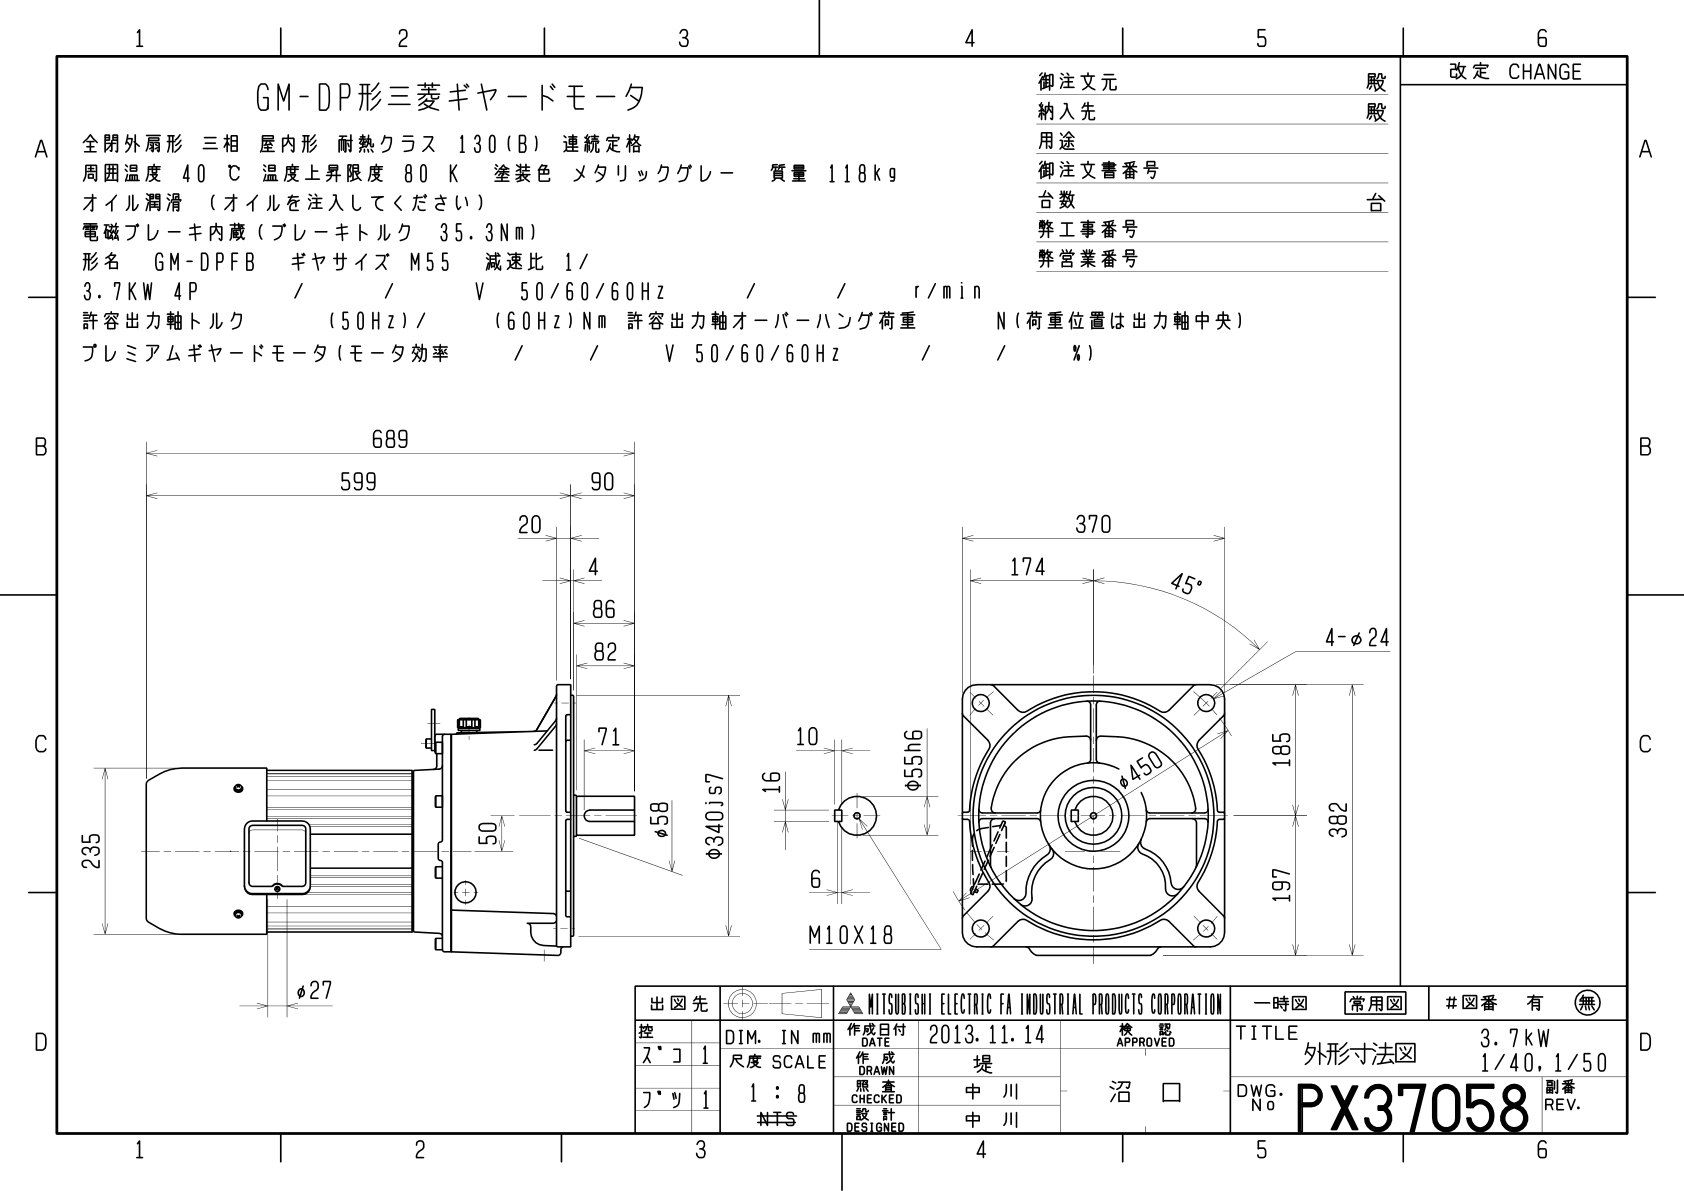 1 2 3 4 5 6
改定 CHANGE
A A
B B
C C
D D
GM-DP形三菱ギヤードモータ
全閉外扇形 三相 屋内形 耐熱クラス 130(B) 連続定格
周囲温度 40 ℃ 温度上昇限度 80 K 塗装色 メタリックグレー 質量 118kg
オイル潤滑 (オイルを注入してください)
電磁ブレーキ内蔵(ブレーキトルク 35.3Nm)
形名 GM-DPFB ギヤサイズ M55 減速比 1/
3.7KW 4P / / V 50/60/60Hz / / r/min
許容出力軸トルク (50Hz)/ (60Hz)Nm 許容出力軸オーバーハング荷重 N(荷重位置は出力軸中央)
プレミアムギヤードモータ(モータ効率 / / V 50/60/60Hz / / %)
御注文元 殿
納入先 殿
用途
御注文書番号
台数 台
弊工事番号
弊営業番号
689
599 90
20
4
86
82
71
50
235
φ27
φ58
Φ340js7
10
16
6
Φ55h6
M10X18
370
174
45°
4-φ24
φ450
185
382
197
出図先
控
ズコ 1
ブツ 1
DIM. IN mm
尺度 SCALE
1 : 8
NTS
MITSUBISHI ELECTRIC FA INDUSTRIAL PRODUCTS CORPORATION
作成日付 DATE 2013.11.14
作成 DRAWN 堤
照査 CHECKED 中川
設計 DESIGNED 中川
検認 APPROVED
沼口
一時図 常用図 #図番 有 無
TITLE
外形寸法図
3.7kW
1/40,1/50
DWG. No PX37058
副番 REV.
1 2 3 4 5 6